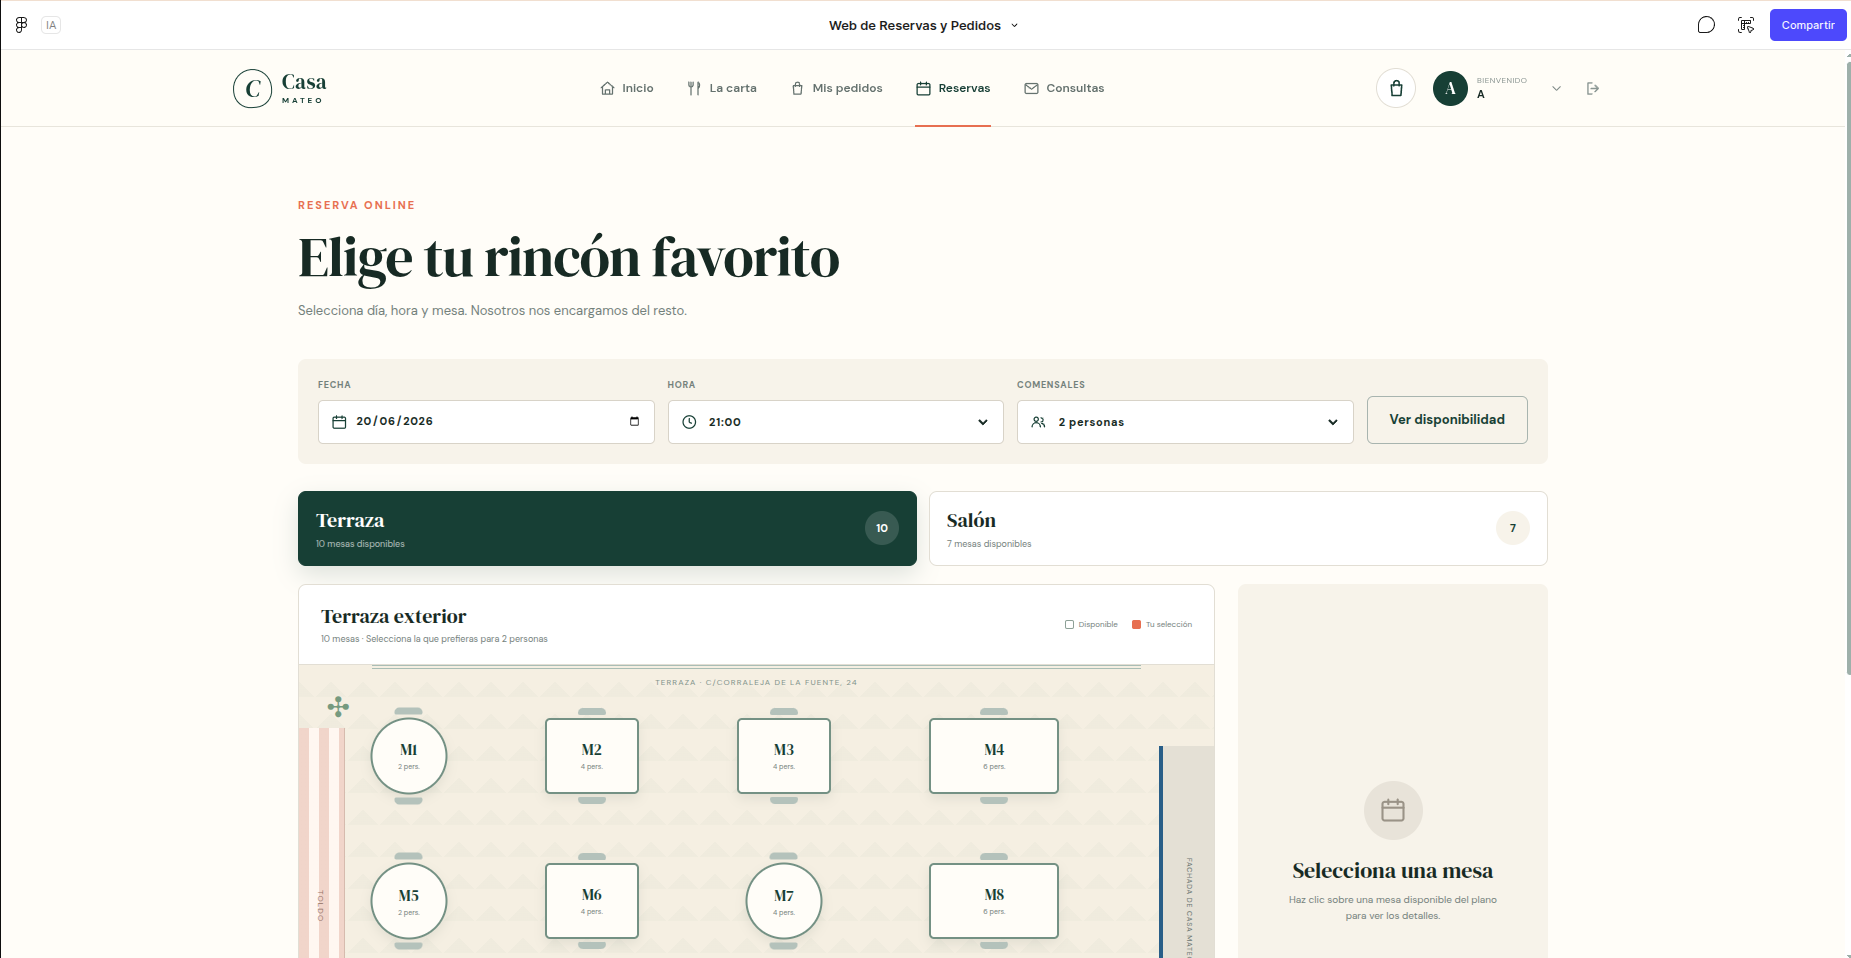 IA
Web de Reservas y Pedidos
Compartir
C
Casa
MATEO
Inicio
La carta
Mis pedidos
Reservas
Consultas
A
BIENVENIDO
A
RESERVA ONLINE
Elige tu rincón favorito
Selecciona día, hora y mesa. Nosotros nos encargamos del resto.
FECHA
HORA
COMENSALES
20/06/2026
21:00
2 personas
Ver disponibilidad
Terraza
10 mesas disponibles
10
Salón
7 mesas disponibles
7
Terraza exterior
10 mesas · Selecciona la que prefieras para 2 personas
Disponible
Tu selección
TERRAZA · C/CORRALEJA DE LA FUENTE, 24
M1
2 pers.
M2
4 pers.
M3
4 pers.
M4
6 pers.
M5
2 pers.
M6
4 pers.
M7
4 pers.
M8
6 pers.
TOLDO
FACHADA DE CASA MATE
Selecciona una mesa
Haz clic sobre una mesa disponible del plano
para ver los detalles.